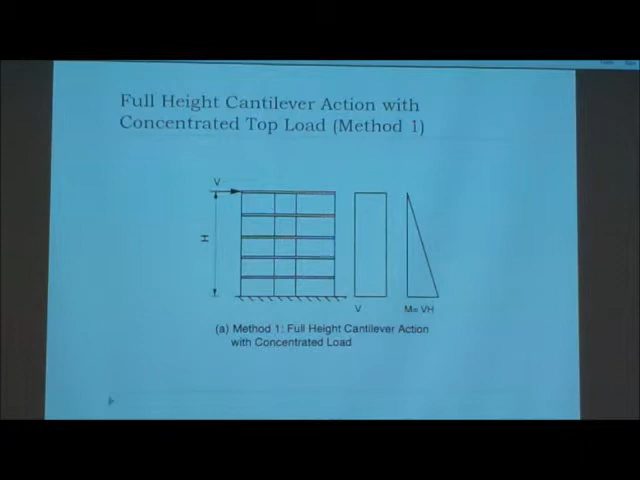 Full Height Cantilever Action with
Concentrated Top Load (Method 1)
V
H
V
M= VH
(a) Method 1: Full Height Cantilever Action
with Concentrated Load